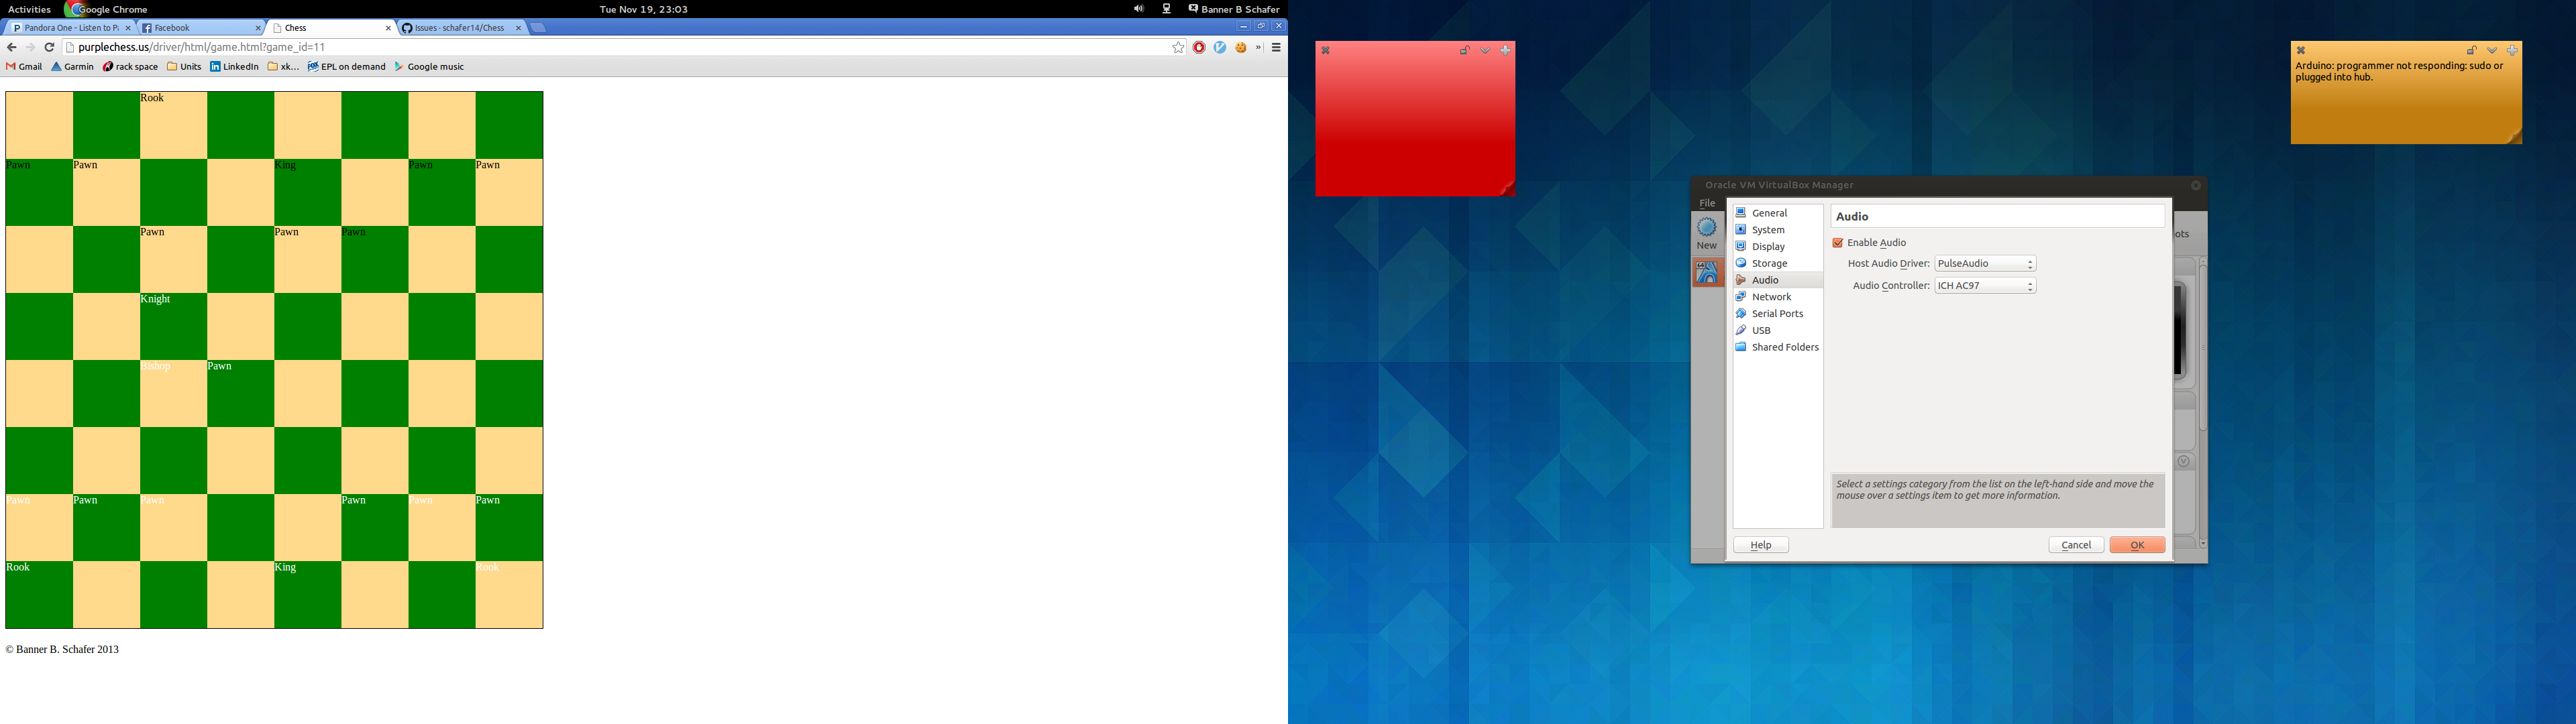 Activities
Google Chrome
Tue Nov 19, 23:03
Banner B Schafer
Pandora One - Listen to Pa
Facebook
Chess
Issues · schafer14/Chess
purplechess.us/driver/html/game.html?game_id=11
Gmail
Garmin
rack space
Units
LinkedIn
xk...
EPL on demand
»
Google music
Rook
Pawn
Pawn
King
Pawn
Pawn
Pawn
Pawn
Pawn
Knight
Bishop
Pawn
Pawn
Pawn
Pawn
Pawn
Pawn
Pawn
Rook
King
Rook
© Banner B. Schafer 2013
Arduino: programmer not responding: sudo or
plugged into hub.
Oracle VM VirtualBox Manager
File
New
ots
General
System
Display
Storage
Audio
Network
Serial Ports
USB
Shared Folders
Audio
Enable Audio
Host Audio Driver: PulseAudio
Audio Controller: ICH AC97
Select a settings category from the list on the left-hand side and move the
mouse over a settings item to get more information.
Help
Cancel
OK